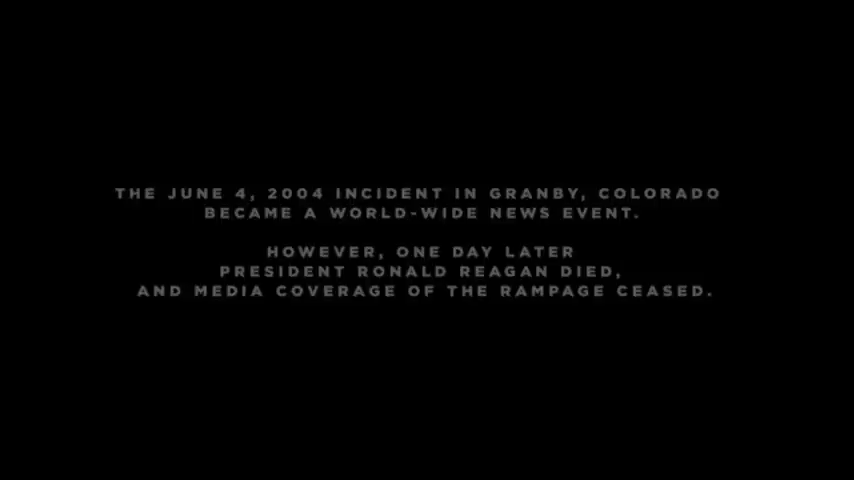 THE JUNE 4, 2004 INCIDENT IN GRANBY, COLORADO
BECAME A WORLD-WIDE NEWS EVENT.
HOWEVER, ONE DAY LATER
PRESIDENT RONALD REAGAN DIED,
AND MEDIA COVERAGE OF THE RAMPAGE CEASED.